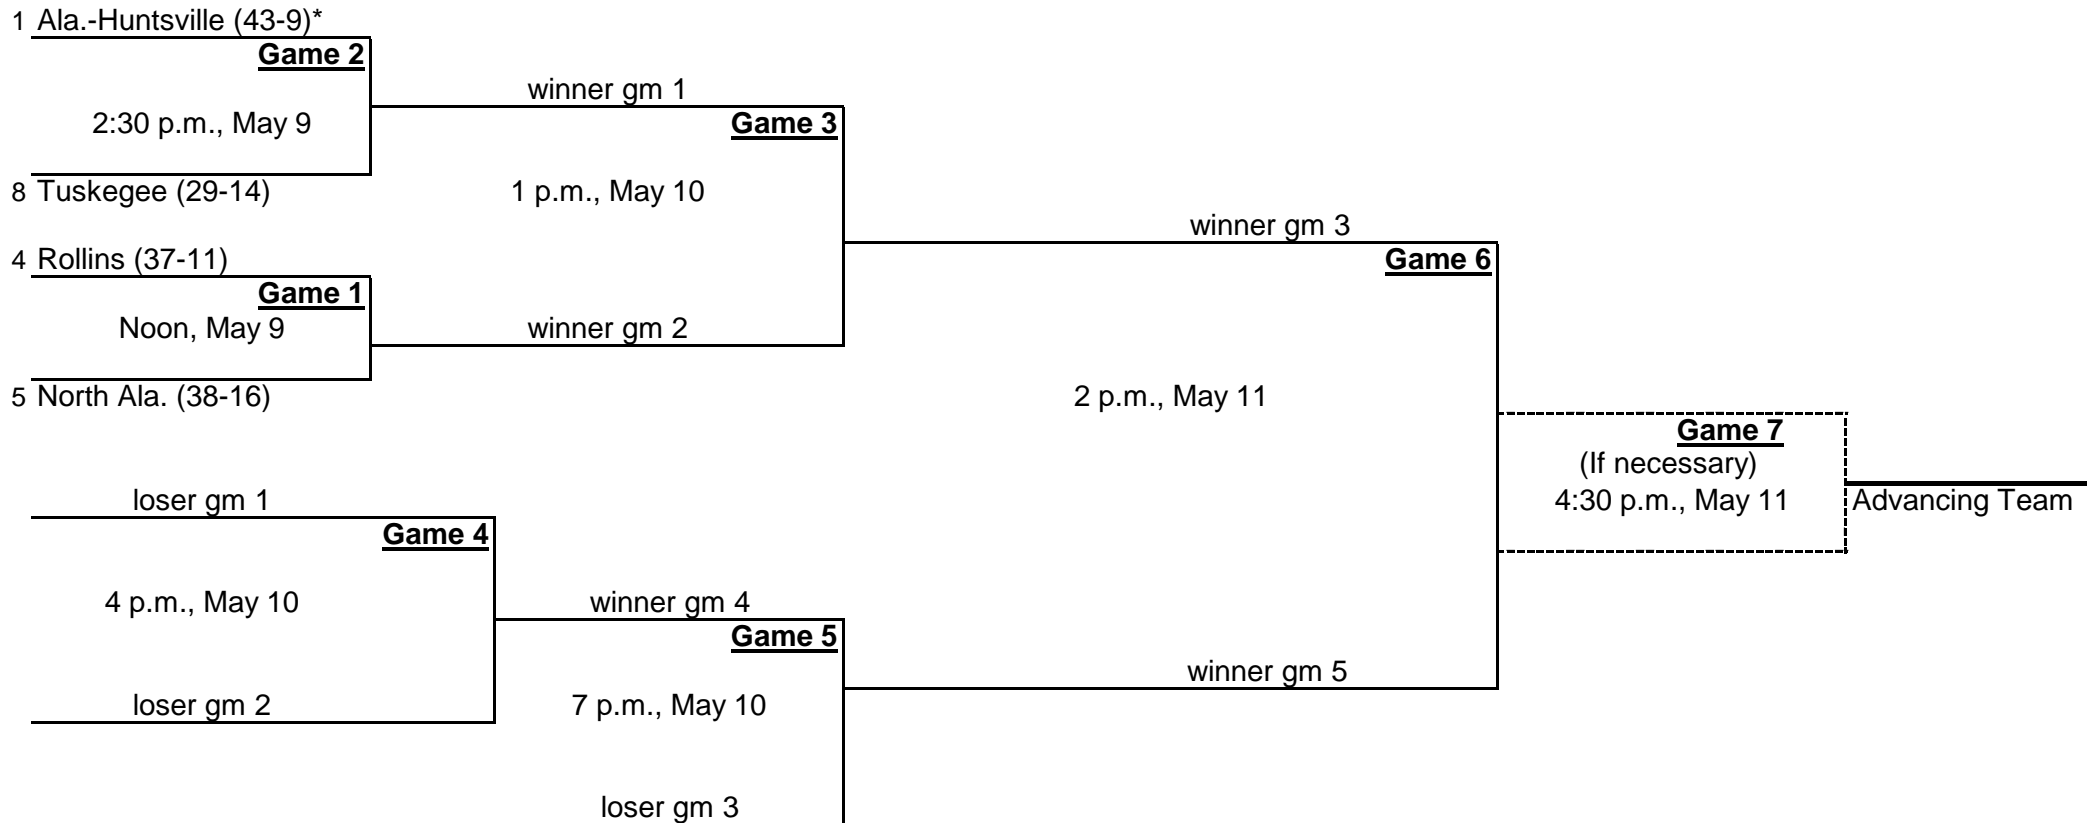 1 Ala.-Huntsville (43-9)*
Game 2
winner gm 1
2:30 p.m., May 9
Game 3
8 Tuskegee (29-14)
1 p.m., May 10
winner gm 3
4 Rollins (37-11)
Game 6
Game 1
Noon, May 9
winner gm 2
5 North Ala. (38-16)
2 p.m., May 11
Game 7
(If necessary)
4:30 p.m., May 11
Advancing Team
loser gm 1
Game 4
4 p.m., May 10
winner gm 4
Game 5
winner gm 5
loser gm 2
7 p.m., May 10
loser gm 3